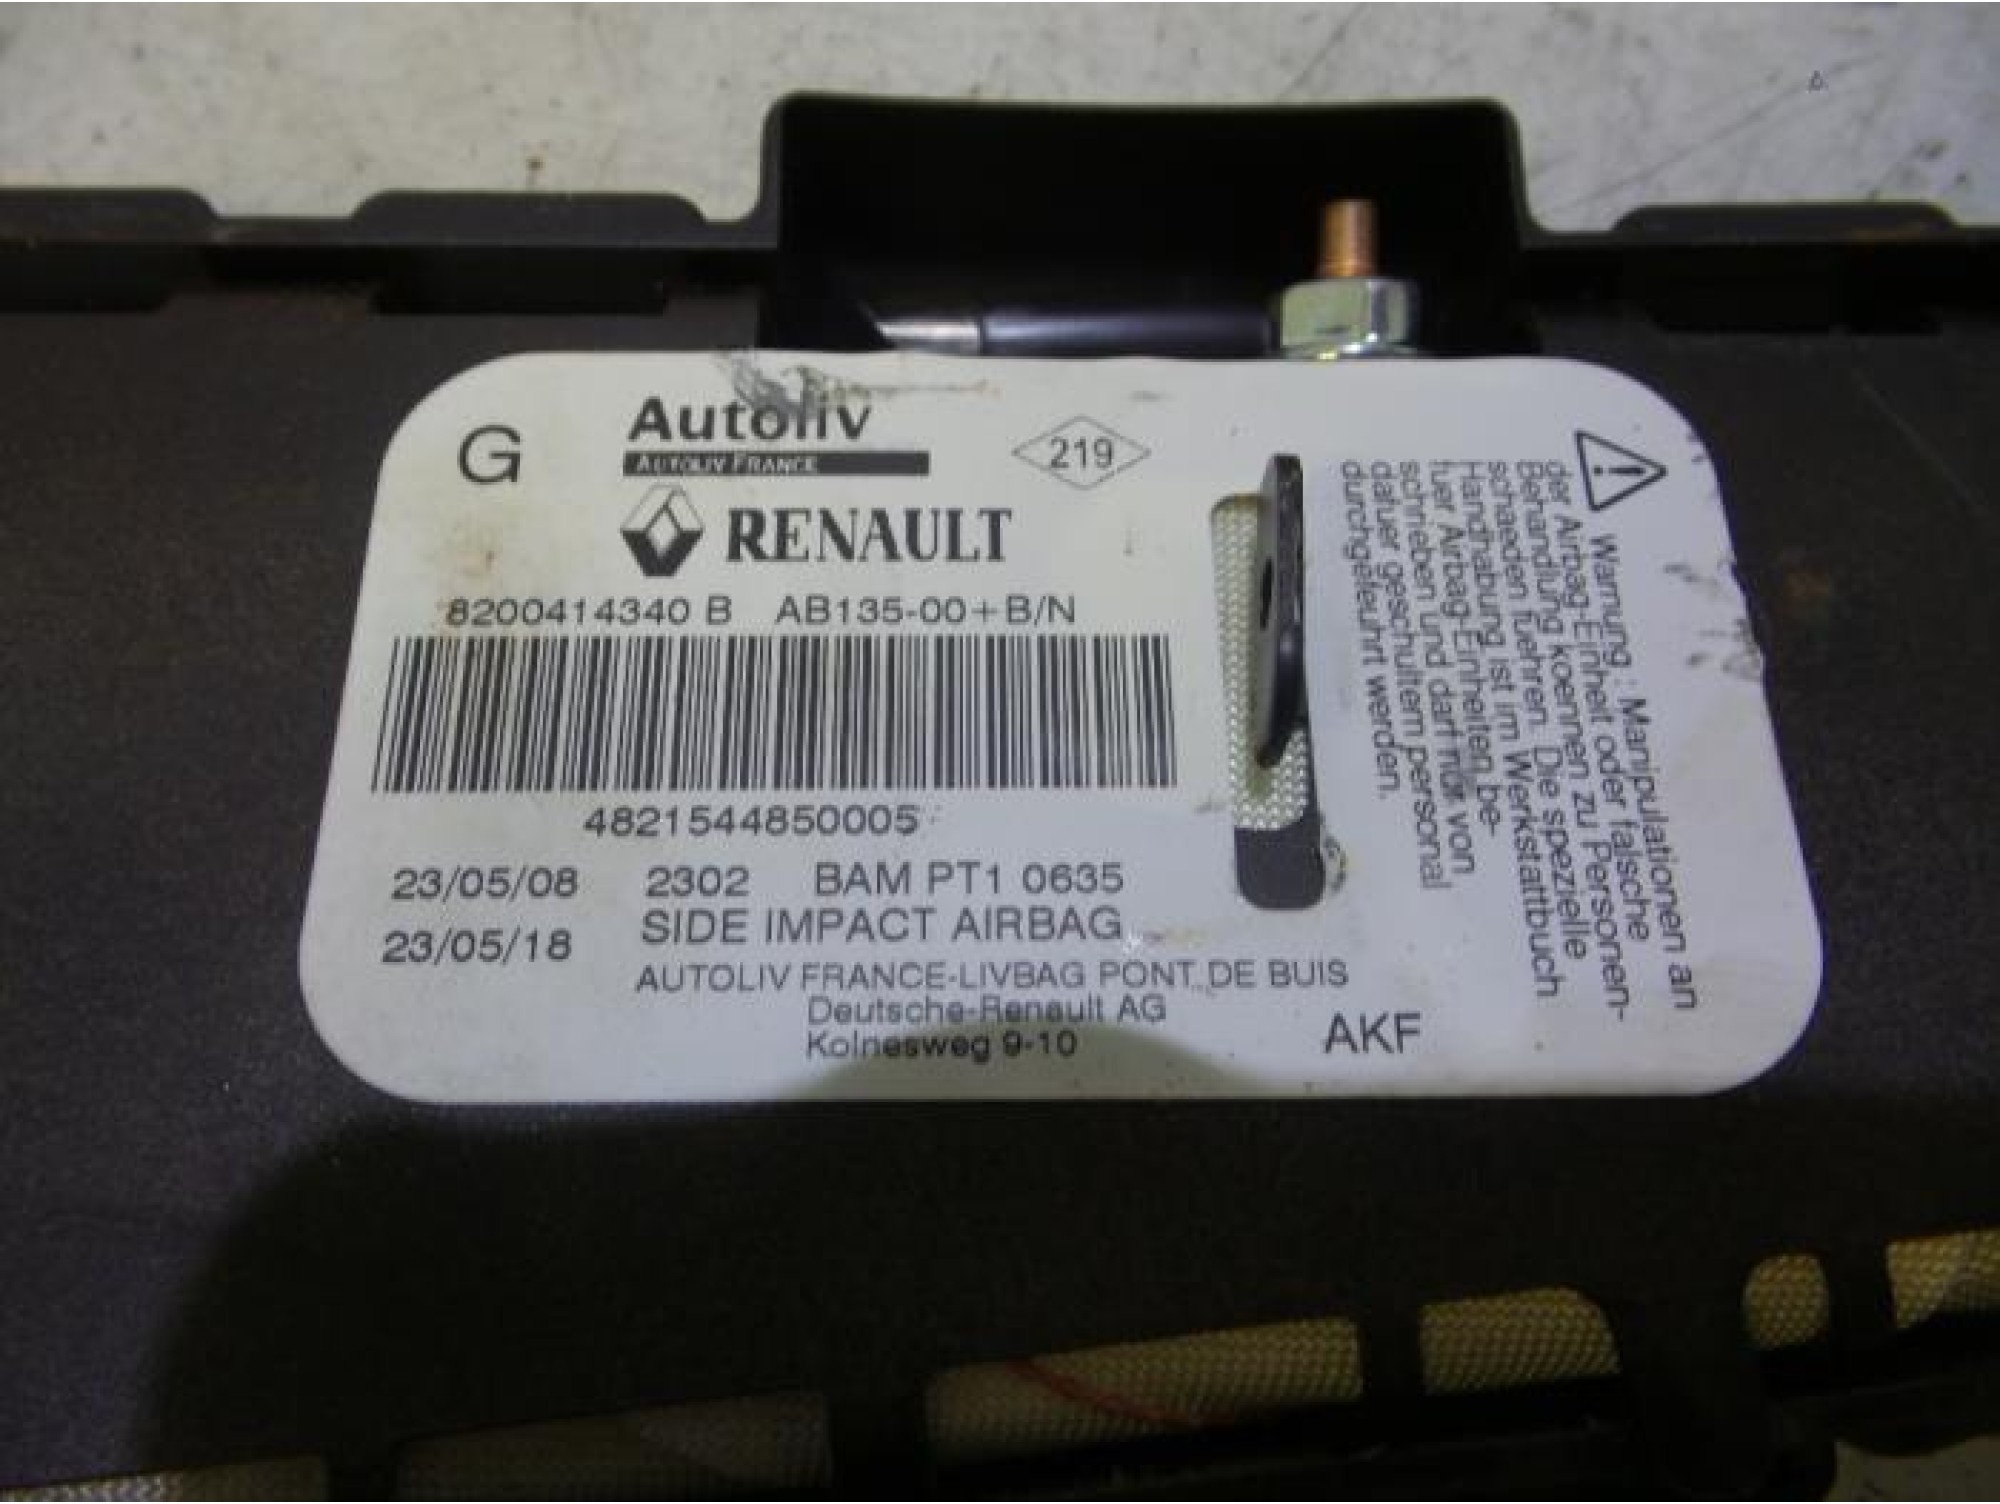 G
Autoliv
AUTOLIV FRANCE
219
RENAULT
8200414340 B AB135-00+B/N
4821544850005
23/05/08 2302 BAM PT1 0635
23/05/18 SIDE IMPACT AIRBAG
AUTOLIV FRANCE-LIVBAG PONT DE BUIS
Deutsche-Renault AG
Kolnesweg 9-10
AKF
Warnung : Manipulationen an
der Airbag-Einheit oder falsche
Behandlung koennen zu Personen-
schaeden fuehren. Die spezielle
Handhabung ist im Werkstattbuch
fuer Airbag-Einheiten be-
schrieben und darf nur von
dafuer geschultem personal
durchgefeuhrt werden.